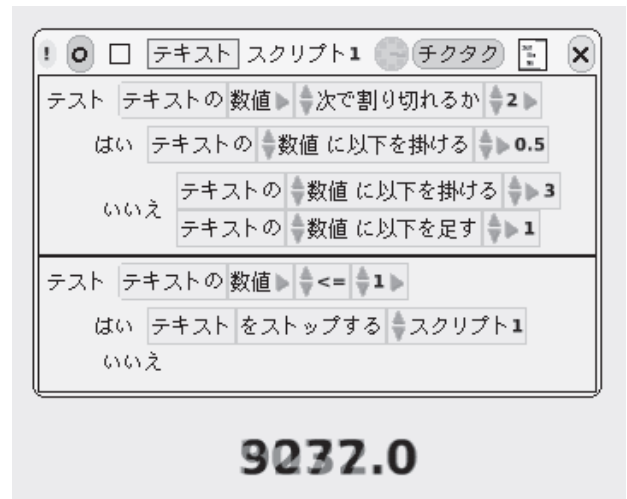 ! テキスト スクリプト1 チクタク
テスト テキストの 数値 次で割り切れるか 2
はい テキストの 数値 に以下を掛ける 0.5
いいえ テキストの 数値 に以下を掛ける 3
テキストの 数値 に以下を足す 1
テスト テキストの 数値 <= 1
はい テキスト をストップする スクリプト1
いいえ
9232.0